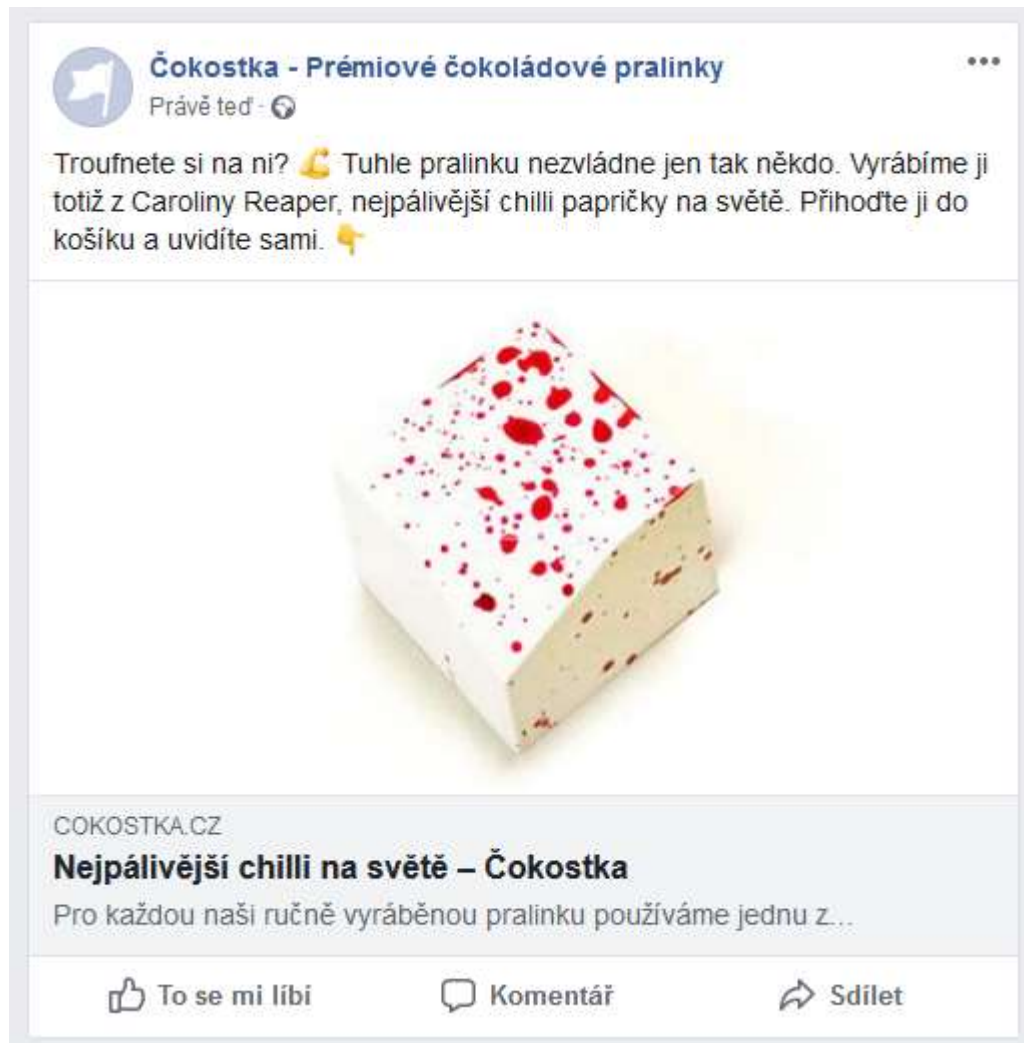 Čokostka - Prémiové čokoládové pralinky
Právě teď ·
Troufnete si na ni? 💪 Tuhle pralinku nezvládne jen tak někdo. Vyrábíme ji
totiž z Caroliny Reaper, nejpálivější chilli papričky na světě. Přihoďte ji do
košíku a uvidíte sami. 👇
COKOSTKA.CZ
Nejpálivější chilli na světě – Čokostka
Pro každou naši ručně vyráběnou pralinku používáme jednu z...
To se mi líbí Komentář Sdílet